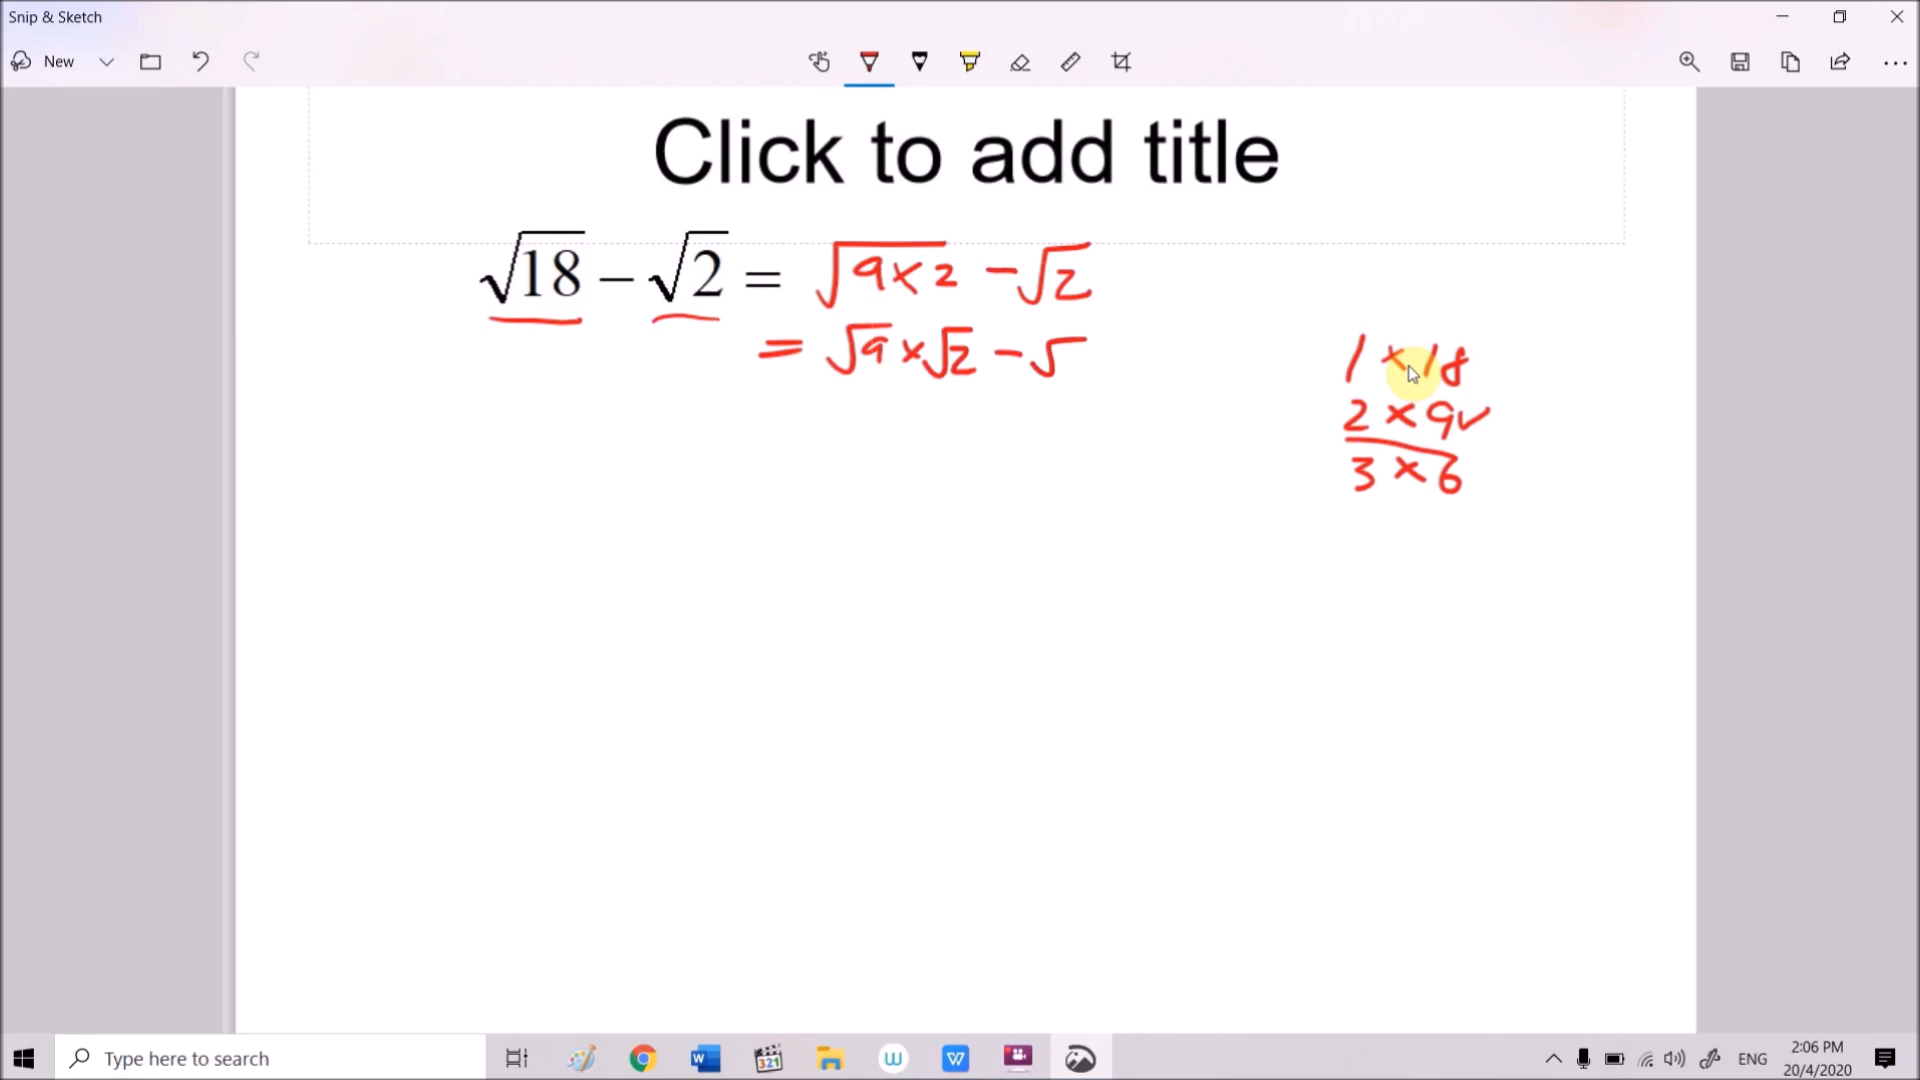 Snip & Sketch
New
Click to add title
√18 − √2 = √9×2 − √2
= √9 × √2 − √
1 × 18
2 × 9 ✓
3 × 6
Type here to search
321
ENG
2:06 PM
20/4/2020